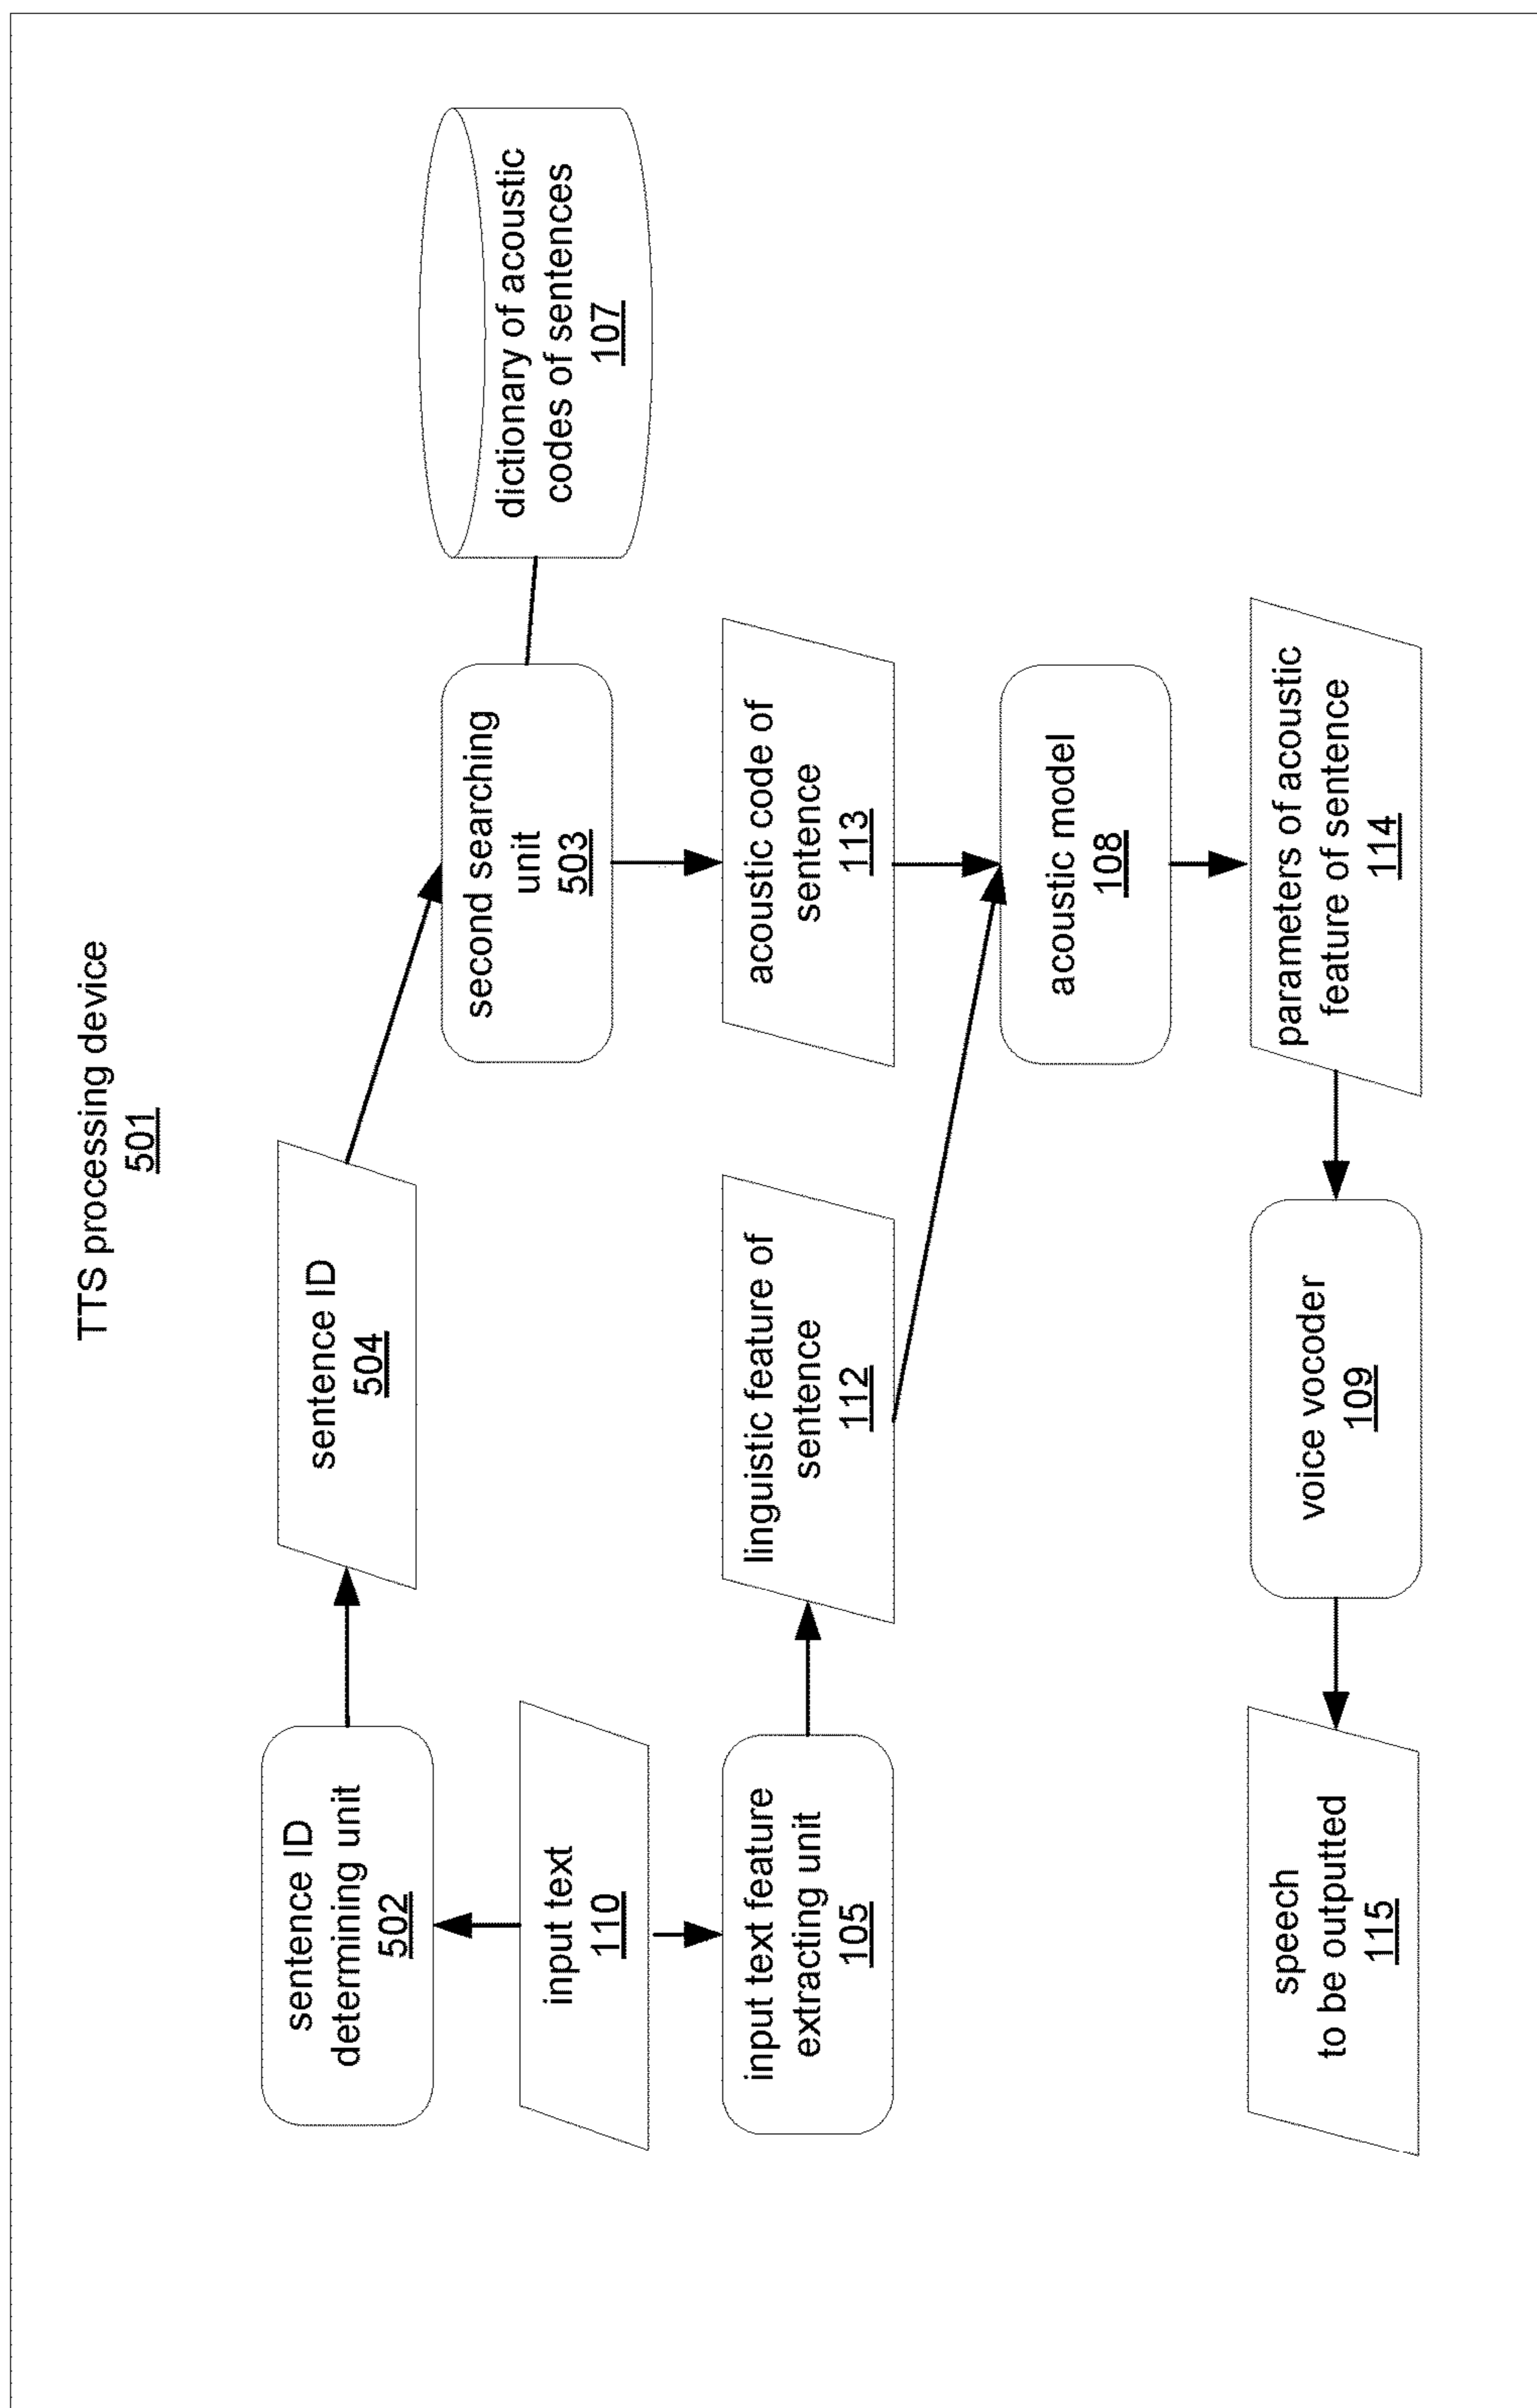 TTS processing device
501
sentence ID
determining unit
502
sentence ID
504
second searching
unit
503
dictionary of acoustic
codes of sentences
107
input text
110
input text feature
extracting unit
105
linguistic feature of
sentence
112
acoustic code of
sentence
113
acoustic model
108
speech
to be outputted
115
voice vocoder
109
parameters of acoustic
feature of sentence
114